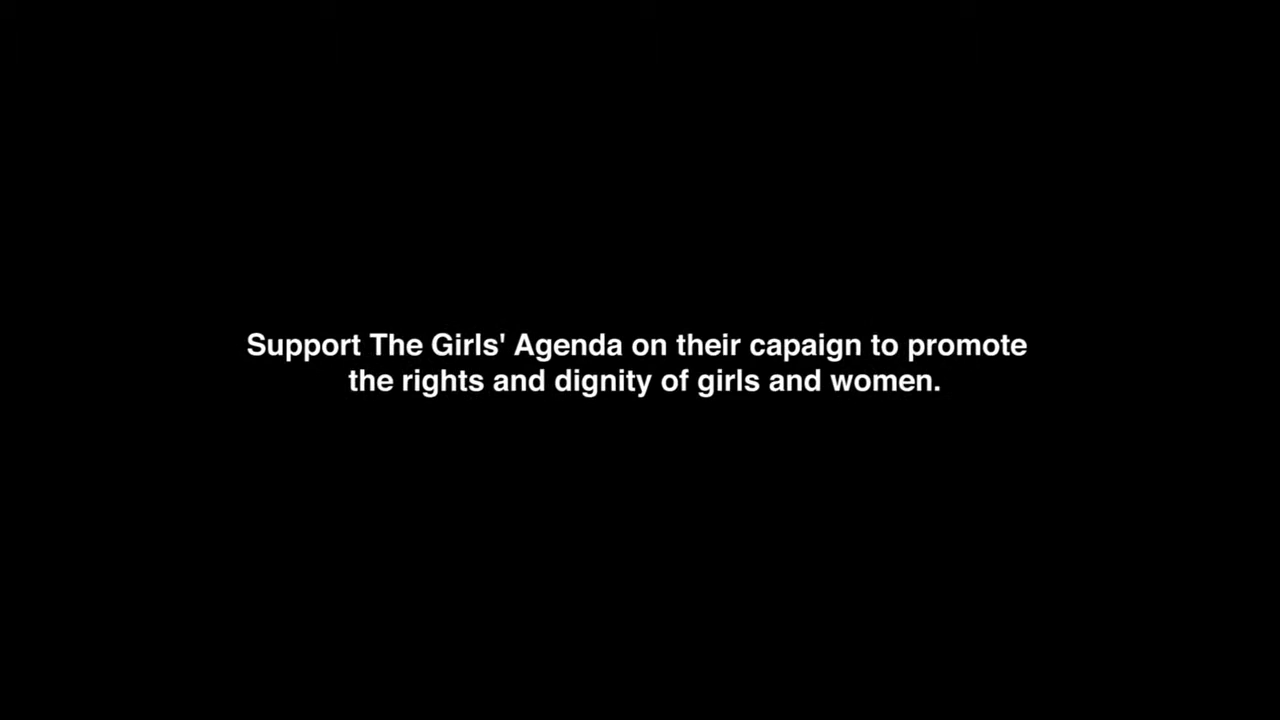 Support The Girls' Agenda on their capaign to promote
the rights and dignity of girls and women.